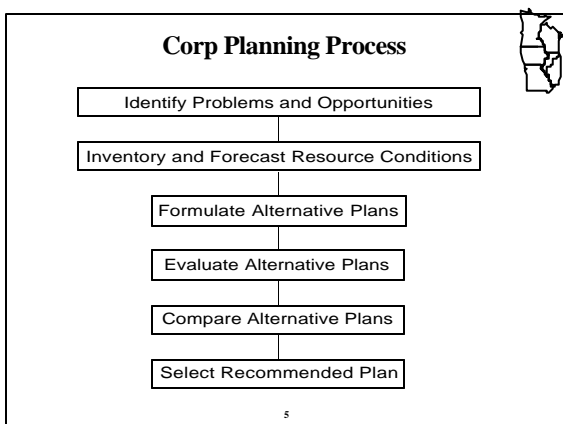 Corp Planning Process
Identify Problems and Opportunities
Inventory and Forecast Resource Conditions
Formulate Alternative Plans
Evaluate Alternative Plans
Compare Alternative Plans
Select Recommended Plan
5